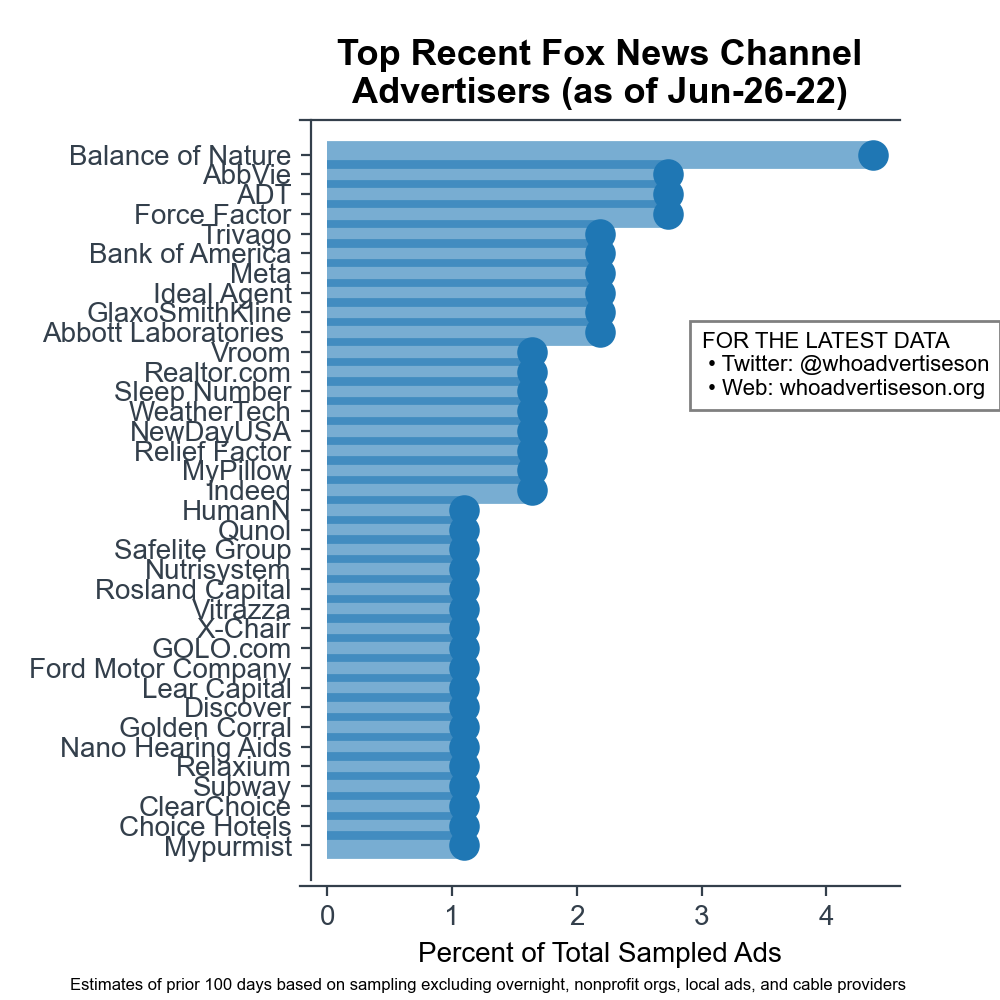 Top Recent Fox News Channel
Advertisers (as of Jun-26-22)
Balance of Nature
AbbVie
ADT
Force Factor
Trivago
Bank of America
Meta
Ideal Agent
GlaxoSmithKline
Abbott Laboratories
Vroom
Realtor.com
Sleep Number
WeatherTech
NewDayUSA
Relief Factor
MyPillow
Indeed
HumanN
Qunol
Safelite Group
Nutrisystem
Rosland Capital
Vitrazza
X-Chair
GOLO.com
Ford Motor Company
Lear Capital
Discover
Golden Corral
Nano Hearing Aids
Relaxium
Subway
ClearChoice
Choice Hotels
Mypurmist
FOR THE LATEST DATA
• Twitter: @whoadvertiseson
• Web: whoadvertiseson.org
0 1 2 3 4
Percent of Total Sampled Ads
Estimates of prior 100 days based on sampling excluding overnight, nonprofit orgs, local ads, and cable providers